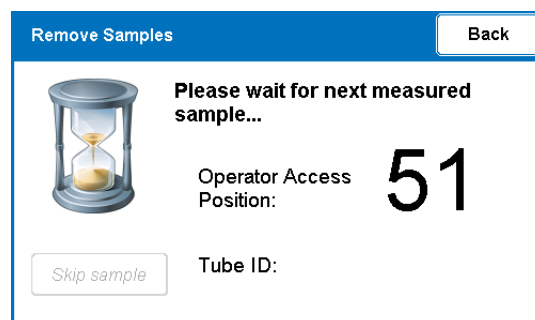 Remove Samples
Back
Please wait for next measured
sample...
Operator Access
Position:
51
Skip sample
Tube ID: